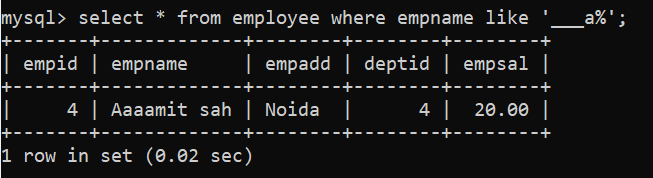 mysql> select * from employee where empname like '___a%';
+-------+-------------+--------+--------+--------+
| empid | empname     | empadd | deptid | empsal |
+-------+-------------+--------+--------+--------+
|     4 | Aaaamit sah | Noida  |      4 |  20.00 |
+-------+-------------+--------+--------+--------+
1 row in set (0.02 sec)